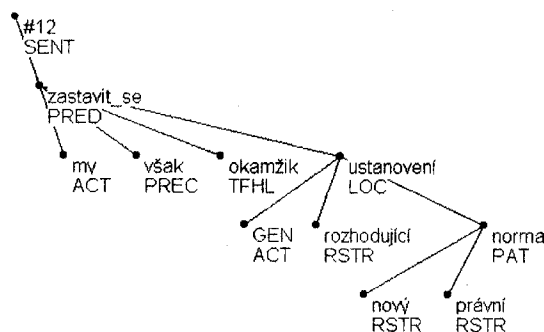 #12
SENT
zastavit_se
PRED
my
ACT
však
PREC
okamžik
TFHL
ustanovení
LOC
GEN
ACT
rozhodující
RSTR
norma
PAT
nový
RSTR
právní
RSTR